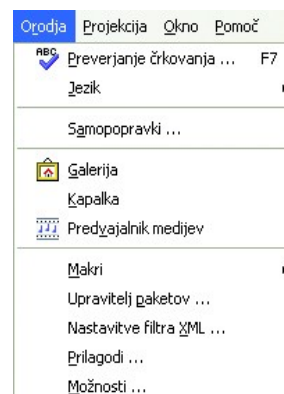 Orodja Projekcija Okno Pomoč
ABC Preverjanje črkovanja ... F7
Jezik
Samopopravki ...
Galerija
Kapalka
Predvajalnik medijev
Makri
Upravitelj paketov ...
Nastavitve filtra XML ...
Prilagodi ...
Možnosti ...